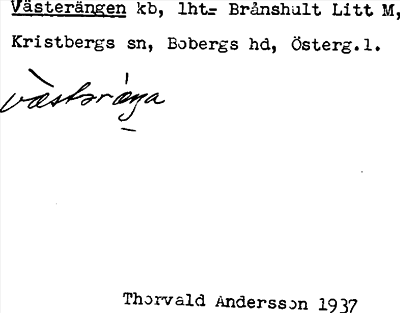 Västerängen kb, lht. Brånshult Litt M,
Kristbergs sn, Bobergs hd, Österg.l.
Thorvald Andersson 1937